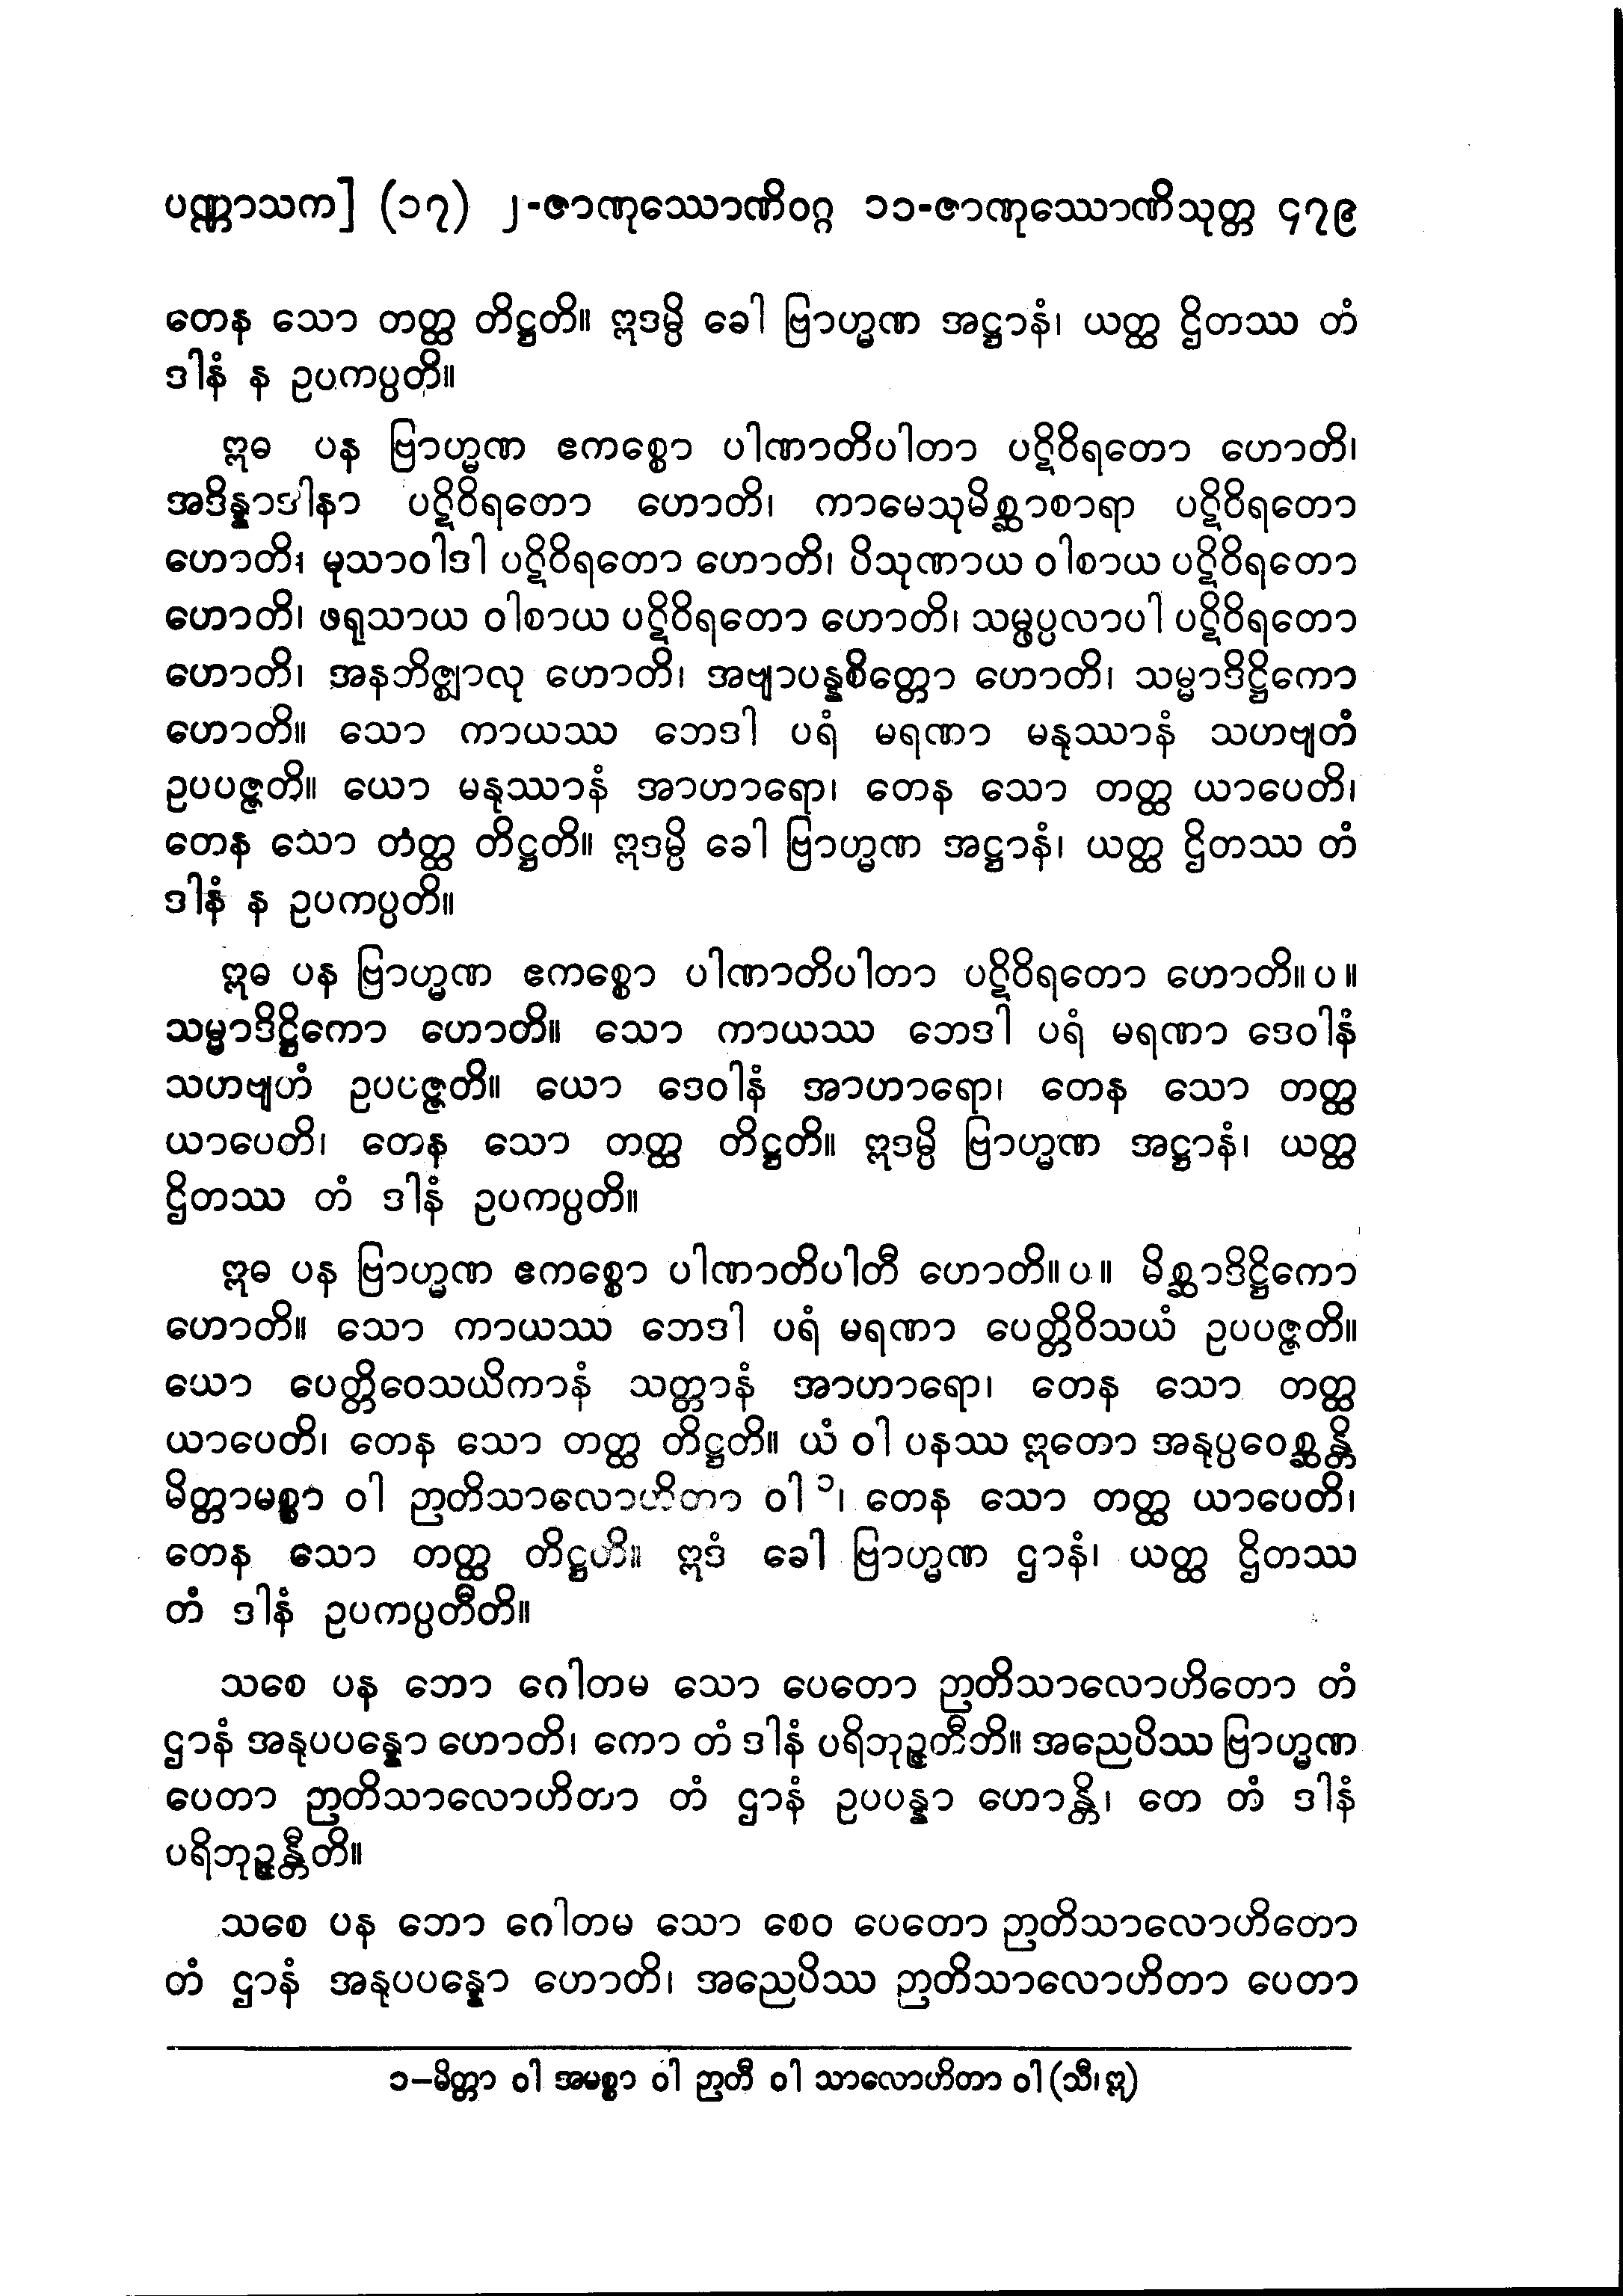 ပဏ္ဏာသက] (၁၇) ၂-ဇာဏုဿောဏိဝဂ္ဂ ၁၁-ဇာဏုဿောဏိသုတ္တ ၄၇၉
တေန သော တတ္ထ တိဋ္ဌတိ။ ဣဒမ္ပိ ခေါ ဗြာဟ္မဏ အဋ္ဌာနံ၊ ယတ္ထ ဌိတဿ တံ
ဒါနံ န ဥပကပ္ပတိ။
ဣဓ ပန ဗြာဟ္မဏ ဧကစ္စော ပါဏာတိပါတာ ပဋိဝိရတော ဟောတိ၊
အဒိန္နာဒါနာ ပဋိဝိရတော ဟောတိ၊ ကာမေသုမိစ္ဆာစာရာ ပဋိဝိရတော
ဟောတိ၊ မုသာဝါဒါ ပဋိဝိရတော ဟောတိ၊ ပိသုဏာယ ဝါစာယ ပဋိဝိရတော
ဟောတိ၊ ဖရုသာယ ဝါစာယ ပဋိဝိရတော ဟောတိ၊ သမ္ဖပ္ပလာပါ ပဋိဝိရတော
ဟောတိ၊ အနဘိဇ္ဈာလု ဟောတိ၊ အဗျာပန္နစိတ္တော ဟောတိ၊ သမ္မာဒိဋ္ဌိကော
ဟောတိ။ သော ကာယဿ ဘေဒါ ပရံ မရဏာ မနုဿာနံ သဟဗျတံ
ဥပပဇ္ဇတိ။ ယော မနုဿာနံ အာဟာရော၊ တေန သော တတ္ထ ယာပေတိ၊
တေန သော တတ္ထ တိဋ္ဌတိ။ ဣဒမ္ပိ ခေါ ဗြာဟ္မဏ အဋ္ဌာနံ၊ ယတ္ထ ဌိတဿ တံ
ဒါနံ န ဥပကပ္ပတိ။
ဣဓ ပန ဗြာဟ္မဏ ဧကစ္စော ပါဏာတိပါတာ ပဋိဝိရတော ဟောတိ။ပ။
သမ္မာဒိဋ္ဌိကော ဟောတိ။ သော ကာယဿ ဘေဒါ ပရံ မရဏာ ဒေဝါနံ
သဟဗျတံ ဥပပဇ္ဇတိ။ ယော ဒေဝါနံ အာဟာရော၊ တေန သော တတ္ထ
ယာပေတိ၊ တေန သော တတ္ထ တိဋ္ဌတိ။ ဣဒမ္ပိ ဗြာဟ္မဏ အဋ္ဌာနံ၊ ယတ္ထ
ဌိတဿ တံ ဒါနံ ဥပကပ္ပတိ။
ဣဓ ပန ဗြာဟ္မဏ ဧကစ္စော ပါဏာတိပါတီ ဟောတိ။ပ။ မိစ္ဆာဒိဋ္ဌိကော
ဟောတိ။ သော ကာယဿ ဘေဒါ ပရံ မရဏာ ပေတ္တိဝိသယံ ဥပပဇ္ဇတိ။
ယော ပေတ္တိဝေသယိကာနံ သတ္တာနံ အာဟာရော၊ တေန သော တတ္ထ
ယာပေတိ၊ တေန သော တတ္ထ တိဋ္ဌတိ။ ယံ ဝါ ပနဿ ဣတော အနုပ္ပဝေစ္ဆန္တိ
မိတ္တာမစ္စာ ဝါ ဉာတိသာလောဟိတာ ဝါ ၁၊ တေန သော တတ္ထ ယာပေတိ၊
တေန သော တတ္ထ တိဋ္ဌတိ။ ဣဒံ ခေါ ဗြာဟ္မဏ ဌာနံ၊ ယတ္ထ ဌိတဿ
တံ ဒါနံ ဥပကပ္ပတီတိ။
သစေ ပန ဘော ဂေါတမ သော ပေတော ဉာတိသာလောဟိတော တံ
ဌာနံ အနုပပန္နော ဟောတိ၊ ကော တံ ဒါနံ ပရိဘုဉ္ဇတီတိ။ အညေပိဿ ဗြာဟ္မဏ
ပေတာ ဉာတိသာလောဟိတာ တံ ဌာနံ ဥပပန္နာ ဟောန္တိ၊ တေ တံ ဒါနံ
ပရိဘုဉ္ဇန္တီတိ။
သစေ ပန ဘော ဂေါတမ သော စေဝ ပေတော ဉာတိသာလောဟိတော
တံ ဌာနံ အနုပပန္နော ဟောတိ၊ အညေပိဿ ဉာတိသာလောဟိတာ ပေတာ
၁–မိတ္တာ ဝါ အမစ္စာ ဝါ ဉာတီ ဝါ သာလောဟိတာ ဝါ (သီ၊ ဣ)